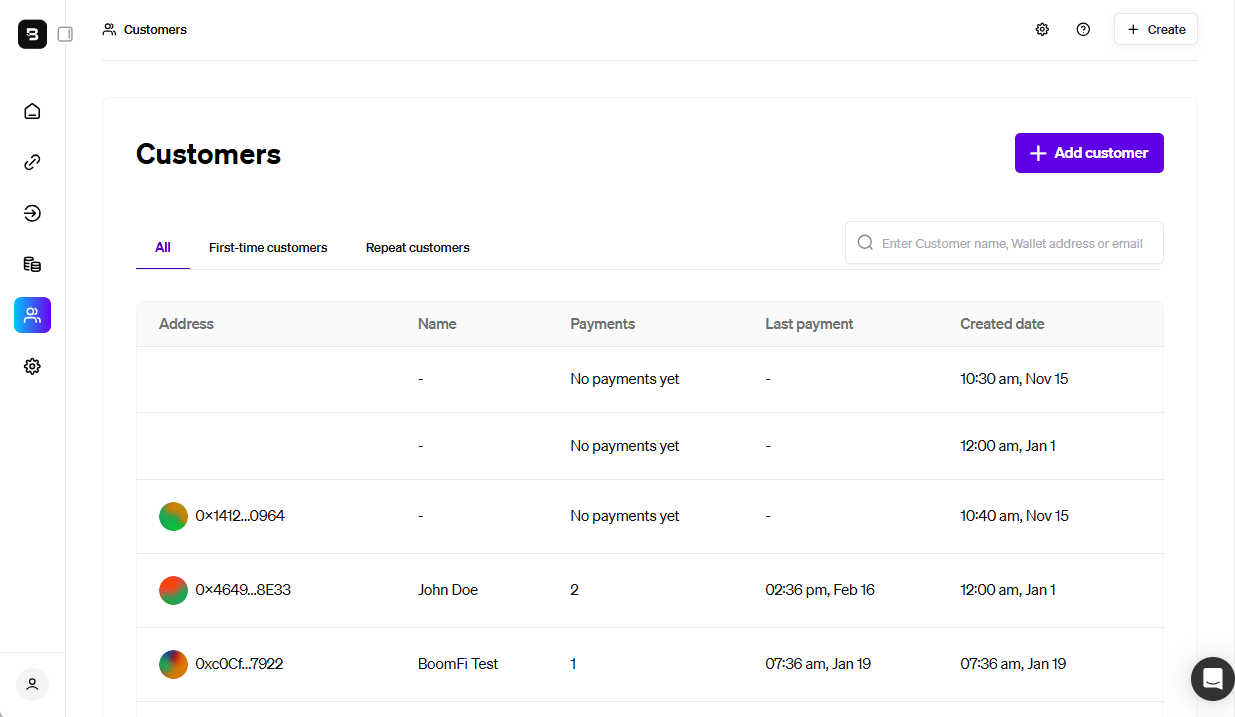 B
Customers
Create
Customers
Add customer
All First-time customers Repeat customers
Enter Customer name, Wallet address or email
Address Name Payments Last payment Created date
- No payments yet - 10:30 am, Nov 15
- No payments yet - 12:00 am, Jan 1
0×1412...0964 - No payments yet - 10:40 am, Nov 15
0×4649...8E33 John Doe 2 02:36 pm, Feb 16 12:00 am, Jan 1
0xc0Cf...7922 BoomFi Test 1 07:36 am, Jan 19 07:36 am, Jan 19